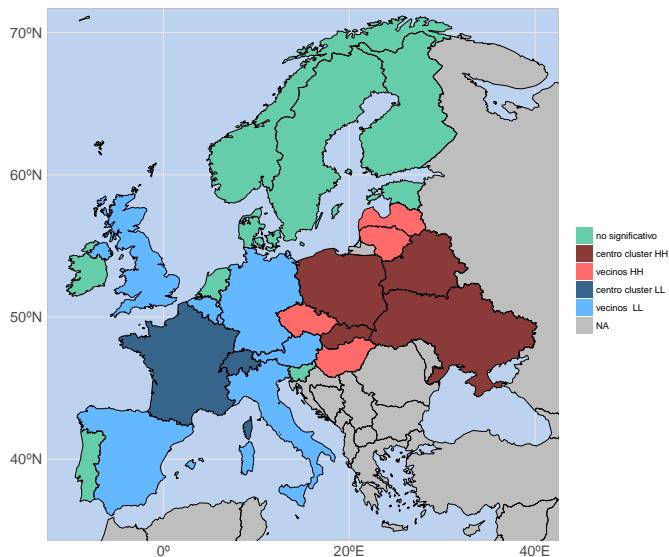 70ºN
60ºN
50ºN
40ºN
0º
20ºE
40ºE
no significativo
centro cluster HH
vecinos HH
centro cluster LL
vecinos  LL
NA